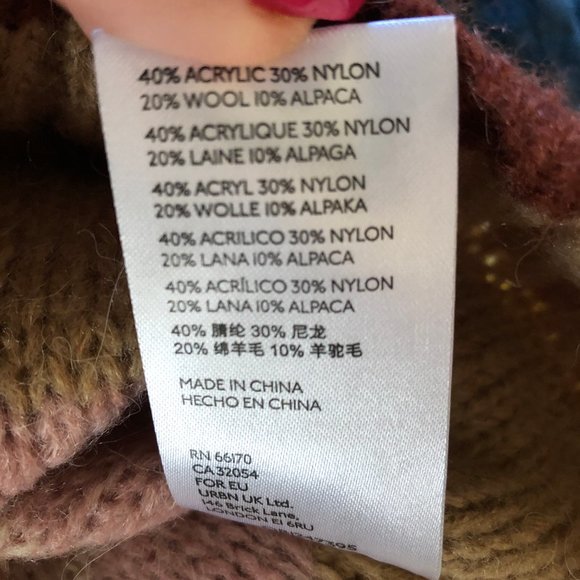 40% ACRYLIC 30% NYLON
20% WOOL 10% ALPACA
40% ACRYLIQUE 30% NYLON
20% LAINE 10% ALPAGA
40% ACRYL 30% NYLON
20% WOLLE 10% ALPAKA
40% ACRILICO 30% NYLON
20% LANA 10% ALPACA
40% ACRÍLICO 30% NYLON
20% LANA 10% ALPACA
40% 腈纶 30% 尼龙
20% 绵羊毛 10% 羊驼毛
MADE IN CHINA
HECHO EN CHINA
RN 66170
CA 32054
FOR EU
URBN UK Ltd.
146 Brick Lane,
LONDON E1 6RU